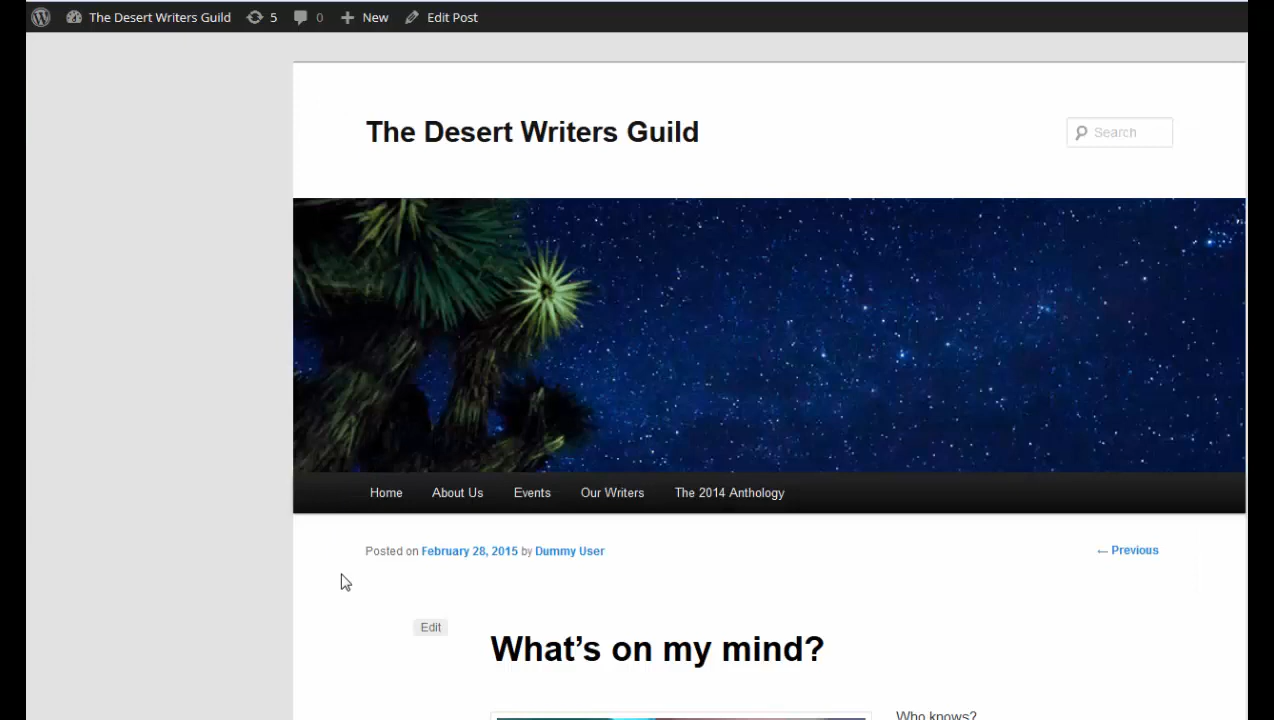 The Desert Writers Guild 5 0 New Edit Post
The Desert Writers Guild
Search
Home About Us Events Our Writers The 2014 Anthology
Posted on February 28, 2015 by Dummy User ← Previous
Edit
What’s on my mind?
Who knows?